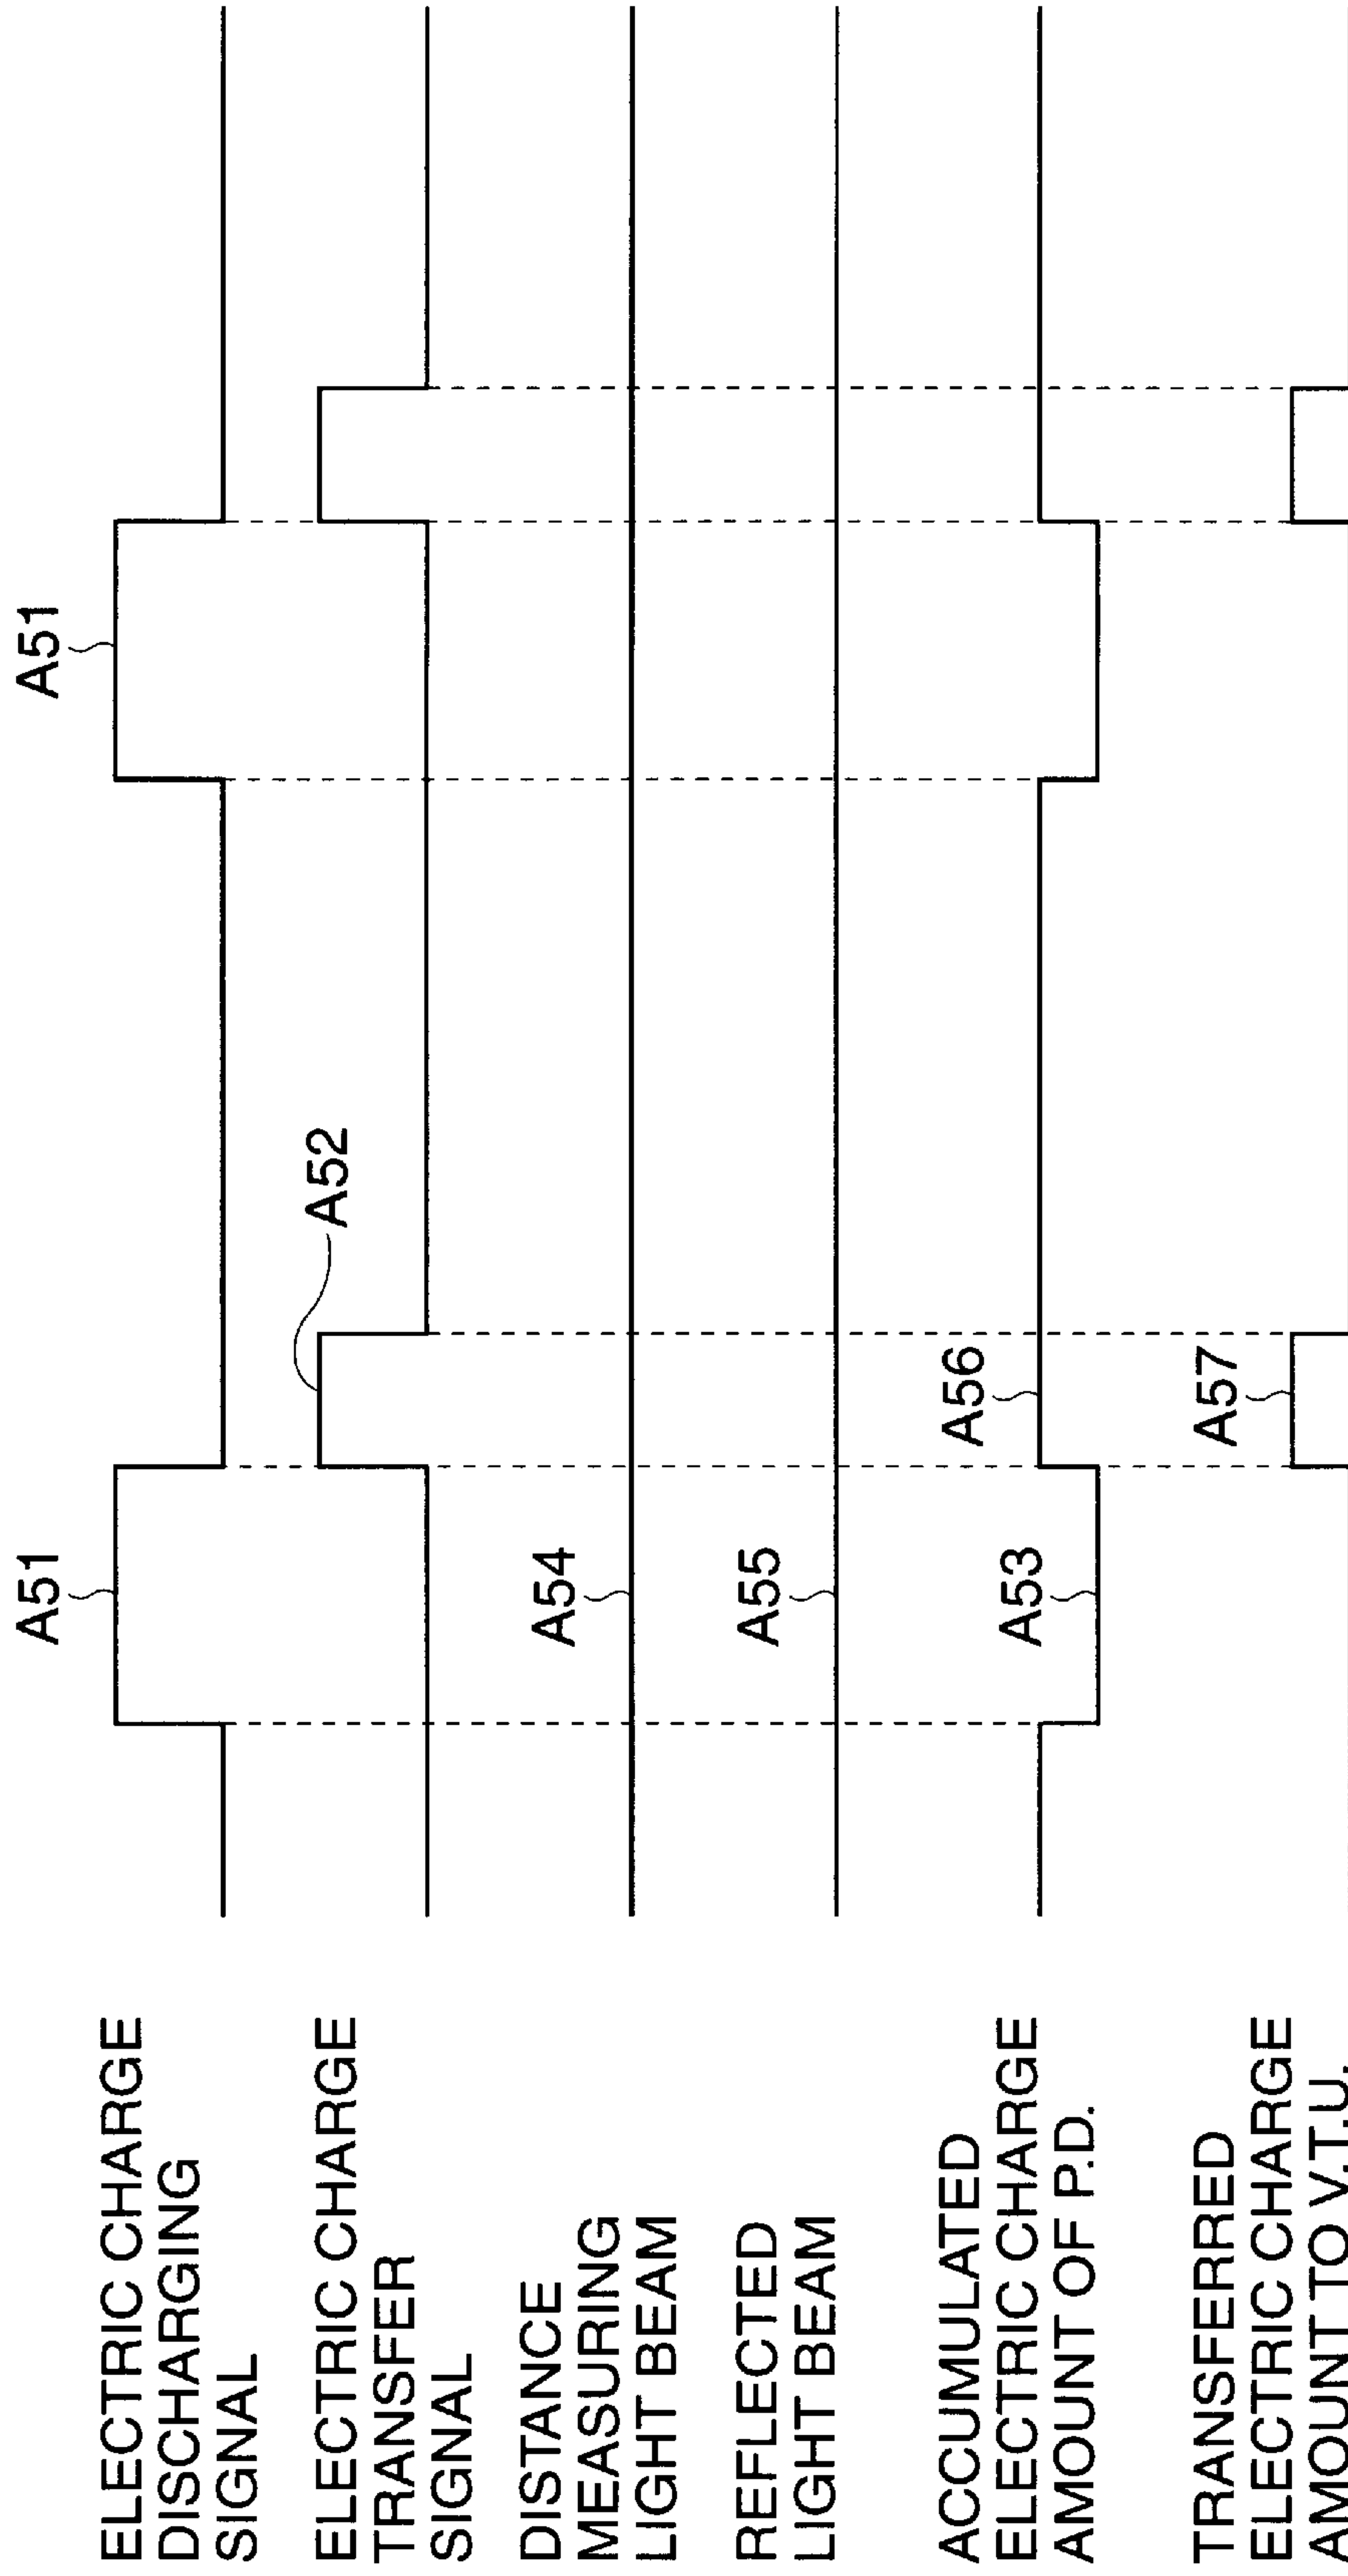 ELECTRIC CHARGE
DISCHARGING
SIGNAL
A51
A51
ELECTRIC CHARGE
TRANSFER
SIGNAL
A52
DISTANCE
MEASURING
LIGHT BEAM
A54
REFLECTED
LIGHT BEAM
A55
ACCUMULATED
ELECTRIC CHARGE
AMOUNT OF P.D.
A53
A56
TRANSFERRED
ELECTRIC CHARGE
AMOUNT TO V.T.U.
A57